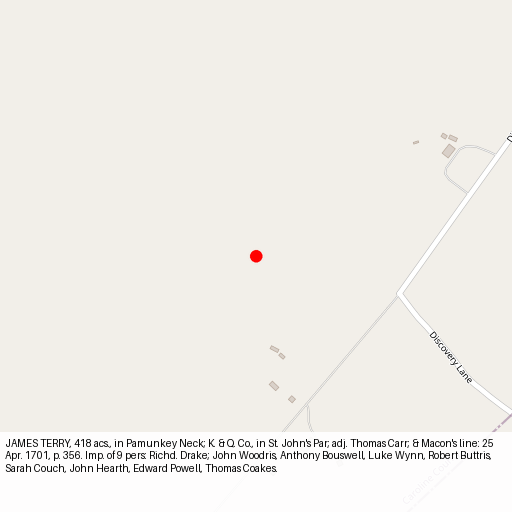 Discovery Lane
JAMES TERRY, 418 acs., in Pamunkey Neck; K. & Q. Co., in St. John's Par, adj. Thomas Carr; & Macon's line: 25
Apr. 1701, p. 356. Imp. of 9 pers: Richd. Drake; John Woodris, Anthony Bouswell, Luke Wynn, Robert Buttris,
Sarah Couch, John Hearth, Edward Powell, Thomas Coakes.